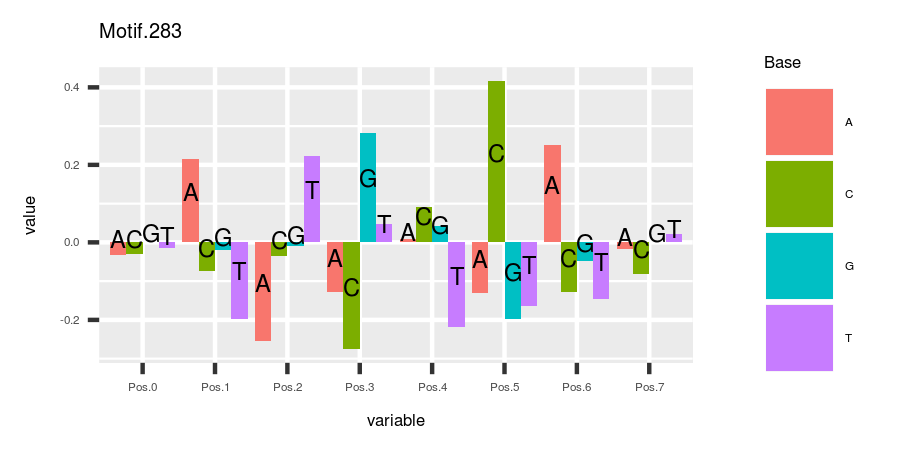 Motif.283
Base
A
C
G
T
value
0.4
0.2
0.0
-0.2
A C G T A C G T A C G T A C G T A C G T A C G T A C G T A C G T
Pos.0 Pos.1 Pos.2 Pos.3 Pos.4 Pos.5 Pos.6 Pos.7
variable